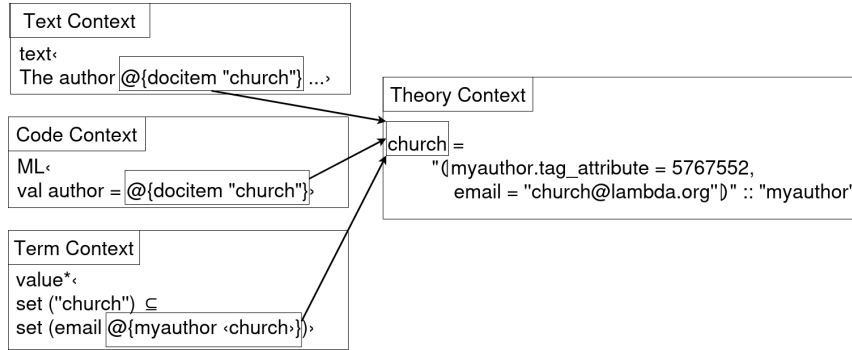 Text Context
text‹
The author @{docitem "church"} ...›
Code Context
ML‹
val author = @{docitem "church"}›
Term Context
value*‹
set ("church") ⊆
set (email @{myauthor ‹church›})›
Theory Context
church =
"⦇myauthor.tag_attribute = 5767552,
email = "church@lambda.org"⦈" :: "myauthor"